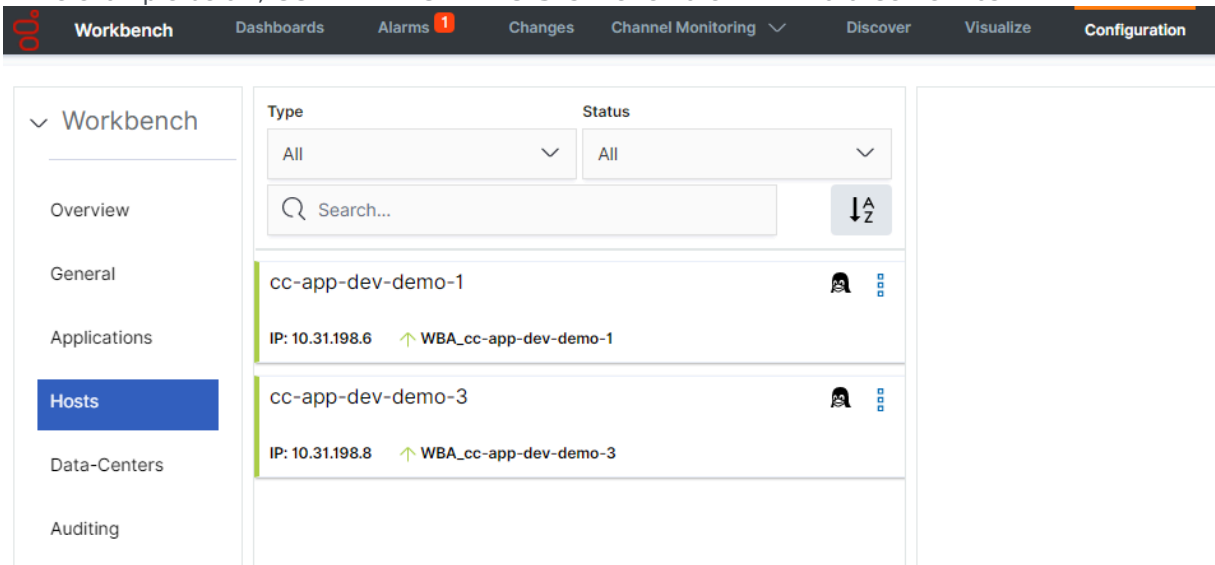 Workbench Dashboards Alarms 1 Changes Channel Monitoring Discover Visualize Configuration
Workbench
Overview
General
Applications
Hosts
Data-Centers
Auditing
Type Status
All All
Search...
A
Z
cc-app-dev-demo-1
IP: 10.31.198.6 WBA_cc-app-dev-demo-1
cc-app-dev-demo-3
IP: 10.31.198.8 WBA_cc-app-dev-demo-3